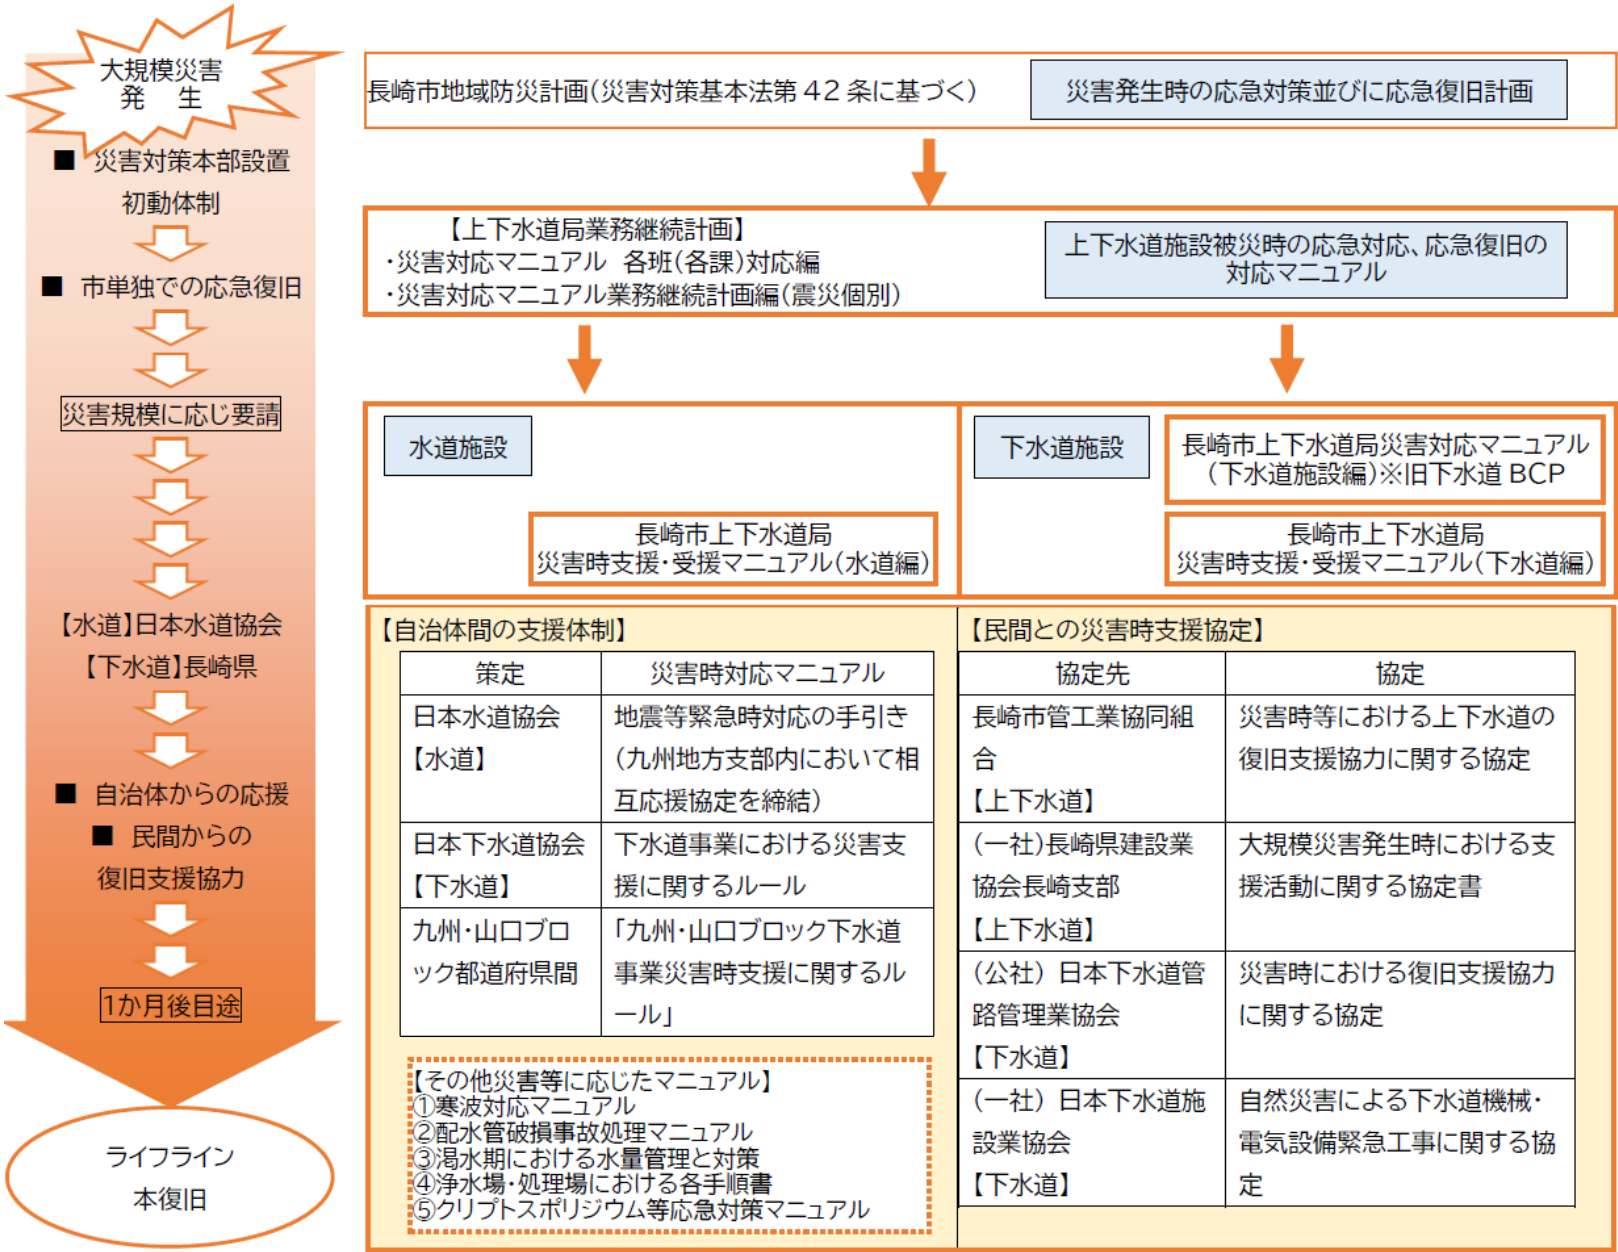 大規模災害
発　生
■ 災害対策本部設置
初動体制
■ 市単独での応急復旧
災害規模に応じ要請
【水道】日本水道協会
【下水道】長崎県
■ 自治体からの応援
■ 民間からの
復旧支援協力
1か月後目途
ライフライン
本復旧
長崎市地域防災計画(災害対策基本法第 42 条に基づく)
災害発生時の応急対策並びに応急復旧計画
【上下水道局業務継続計画】
・災害対応マニュアル 各班(各課)対応編
・災害対応マニュアル業務継続計画編(震災個別)
上下水道施設被災時の応急対応、応急復旧の
対応マニュアル
水道施設
長崎市上下水道局
災害時支援・受援マニュアル(水道編)
下水道施設
長崎市上下水道局災害対応マニュアル
(下水道施設編)※旧下水道 BCP
長崎市上下水道局
災害時支援・受援マニュアル(下水道編)
【自治体間の支援体制】
策定
災害時対応マニュアル
日本水道協会
【水道】
地震等緊急時対応の手引き
(九州地方支部内において相
互応援協定を締結)
日本下水道協会
【下水道】
下水道事業における災害支
援に関するルール
九州・山口ブロ
ック都道府県間
「九州・山口ブロック下水道
事業災害時支援に関するル
ール」
【その他災害等に応じたマニュアル】
①寒波対応マニュアル
②配水管破損事故処理マニュアル
③渇水期における水量管理と対策
④浄水場・処理場における各手順書
⑤クリプトスポリジウム等応急対策マニュアル
【民間との災害時支援協定】
協定先
協定
長崎市管工業協同組
合
【上下水道】
災害時等における上下水道の
復旧支援協力に関する協定
(一社)長崎県建設業
協会長崎支部
【上下水道】
大規模災害発生時における支
援活動に関する協定書
(公社) 日本下水道管
路管理業協会
【下水道】
災害時における復旧支援協力
に関する協定
(一社) 日本下水道施
設業協会
【下水道】
自然災害による下水道機械・
電気設備緊急工事に関する協
定